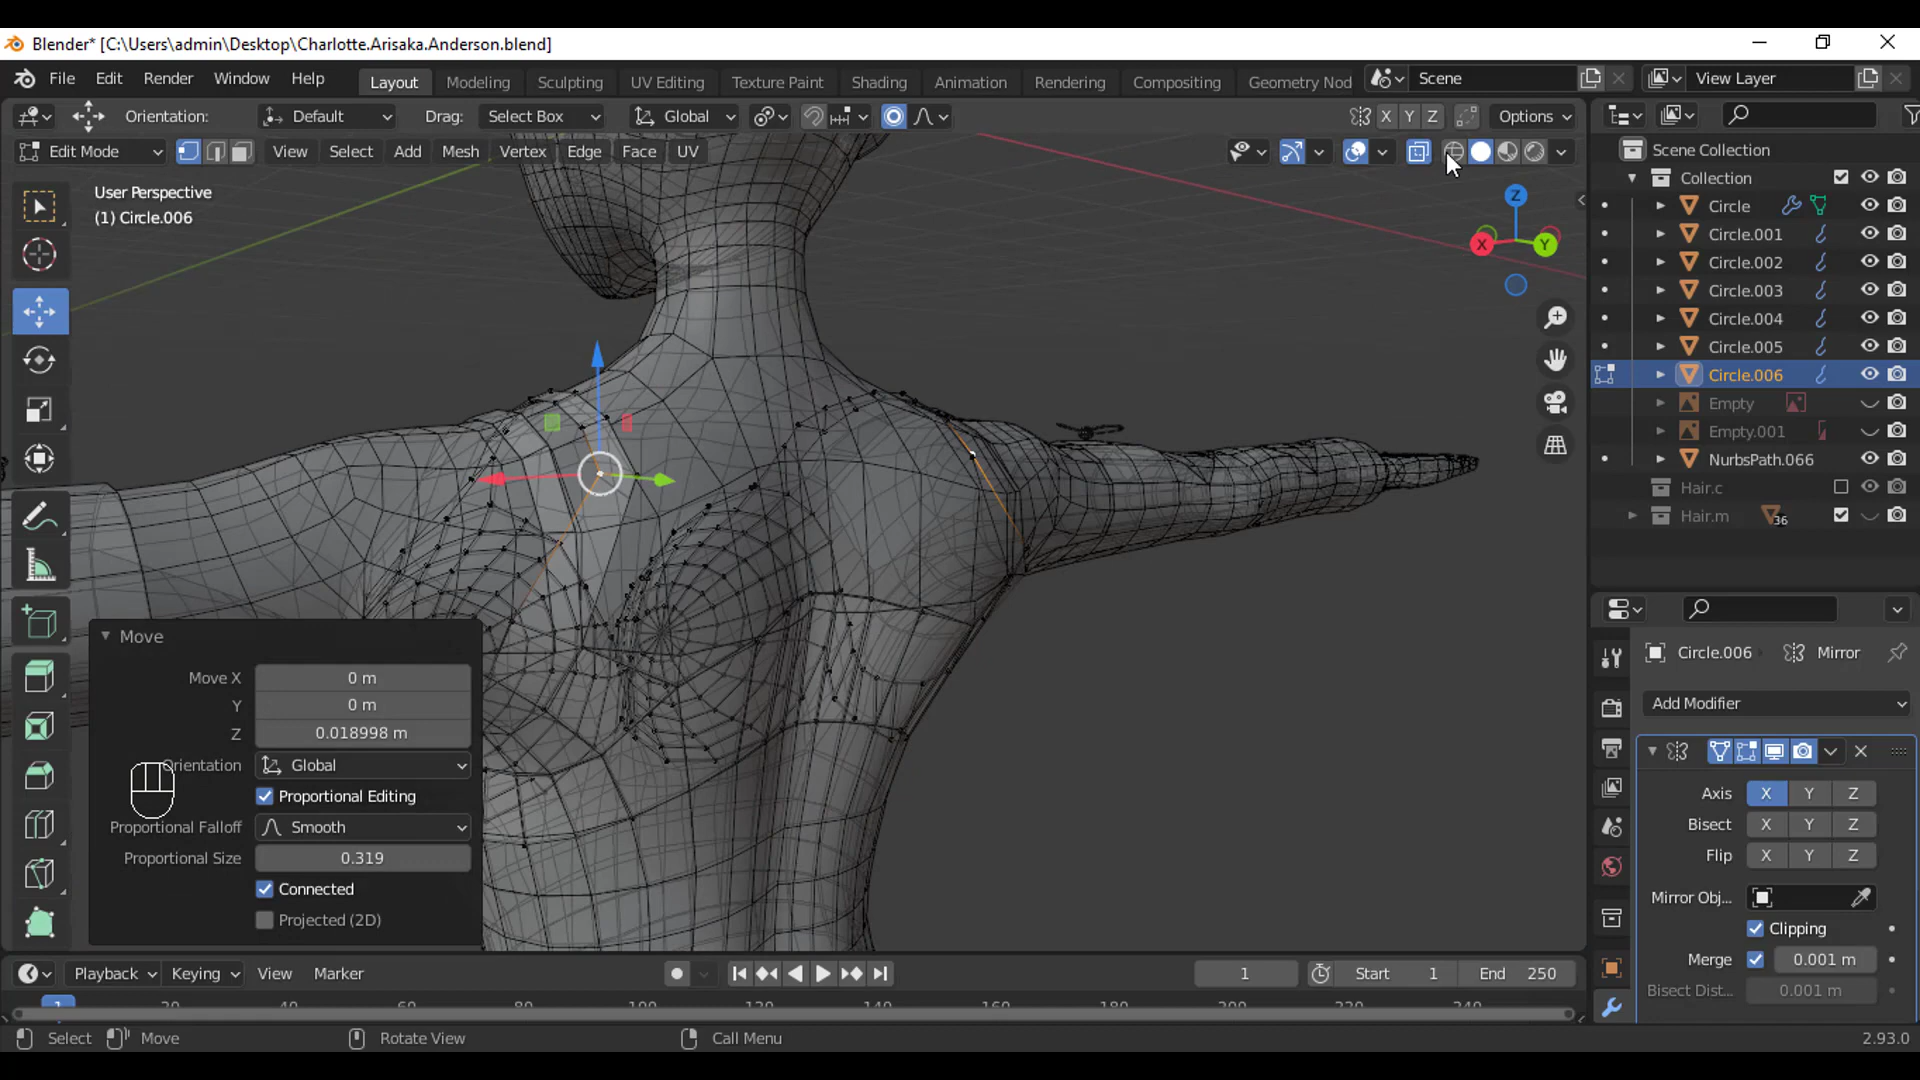 Blender* [C:\Users\admin\Desktop\Charlotte.Arisaka.Anderson.blend]
File Edit Render Window Help Layout Modeling Sculpting UV Editing Texture Paint Shading Animation Rendering Compositing Geometry Nod Scene View Layer
Orientation: Default Drag: Select Box Global X Y Z Options
Edit Mode View Select Add Mesh Vertex Edge Face UV
Scene Collection
Collection
Circle
Circle.001
Circle.002
Circle.003
Circle.004
Circle.005
Circle.006
Empty
Empty.001
NurbsPath.066
Hair.c
Hair.m 36
User Perspective
(1) Circle.006
Z
X Y
Move
Move X 0 m
Y 0 m
Z 0.018998 m
Orientation Global
Proportional Editing
Proportional Falloff Smooth
Proportional Size 0.319
Connected
Projected (2D)
Circle.006 Mirror
Add Modifier
Axis X Y Z
Bisect X Y Z
Flip X Y Z
Mirror Obj...
Clipping
Merge 0.001 m
Bisect Dist... 0.001 m
Playback Keying View Marker 1 Start 1 End 250
Select Move Rotate View Call Menu 2.93.0